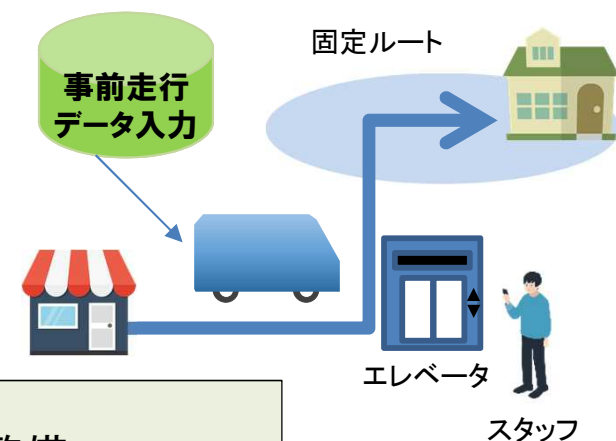 固定ルート
事前走行
データ入力
エレベータ
スタッフ